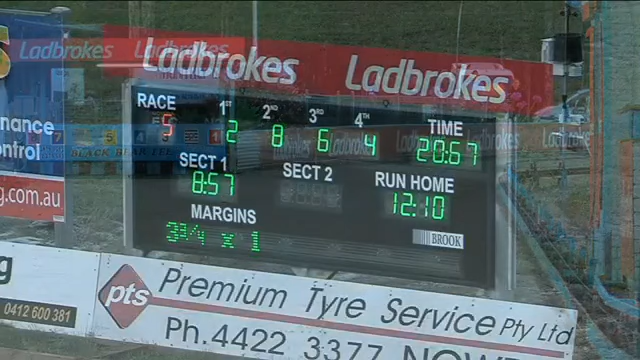 Ladbrokes Ladbrokes
Ladbrokes Ladbrokes
RACE 1ST 2ND 3RD 4TH TIME
5 2 8 6 4 20:67
SECT 1 SECT 2 RUN HOME
8:57 12:10
MARGINS
3 3/4 x 1
BROOK
nance
ontrol
g.com.au
0412 600 381
pts Premium Tyre Service Pty Ltd
Ph.4422 3377